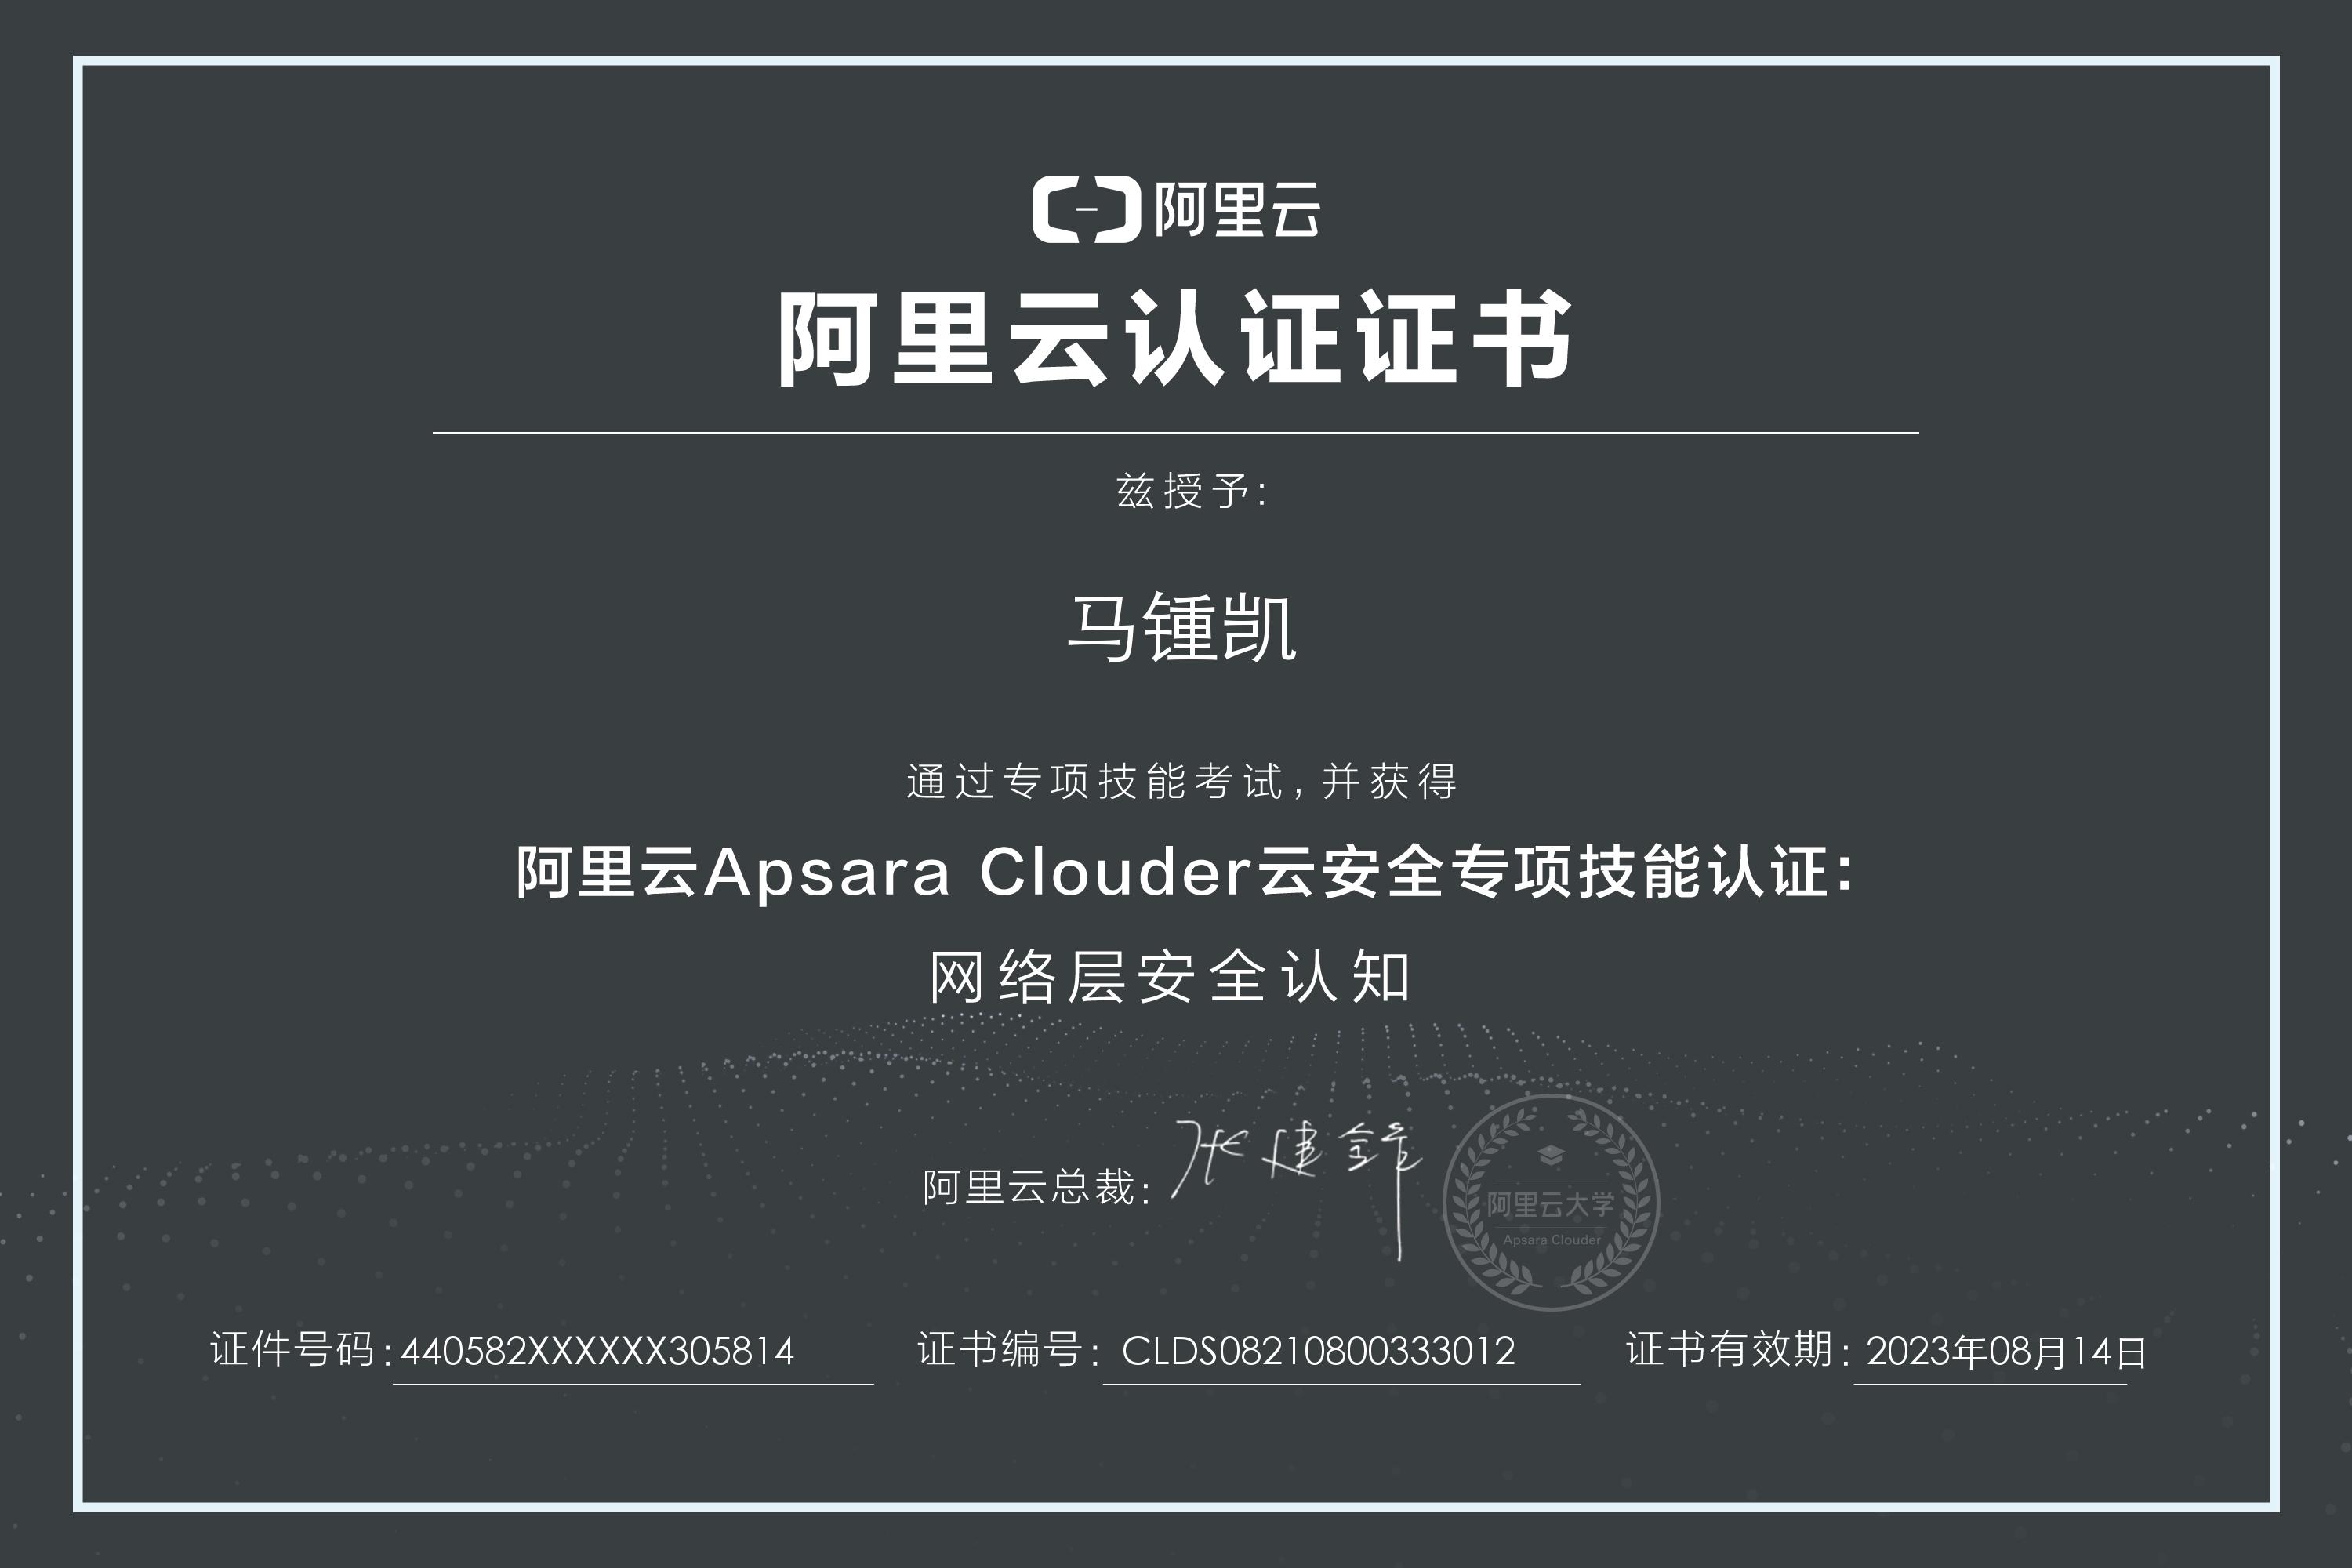 阿里云
阿里云认证证书
兹授予：
马锺凯
通过专项技能考试，并获得
阿里云Apsara Clouder云安全专项技能认证：
网络层安全认知
阿里云总裁：张建锋
阿里云大学
Apsara Clouder
证件号码：440582XXXXXX305814
证书编号：CLDS082108003330​12
证书有效期：2023年08月14日